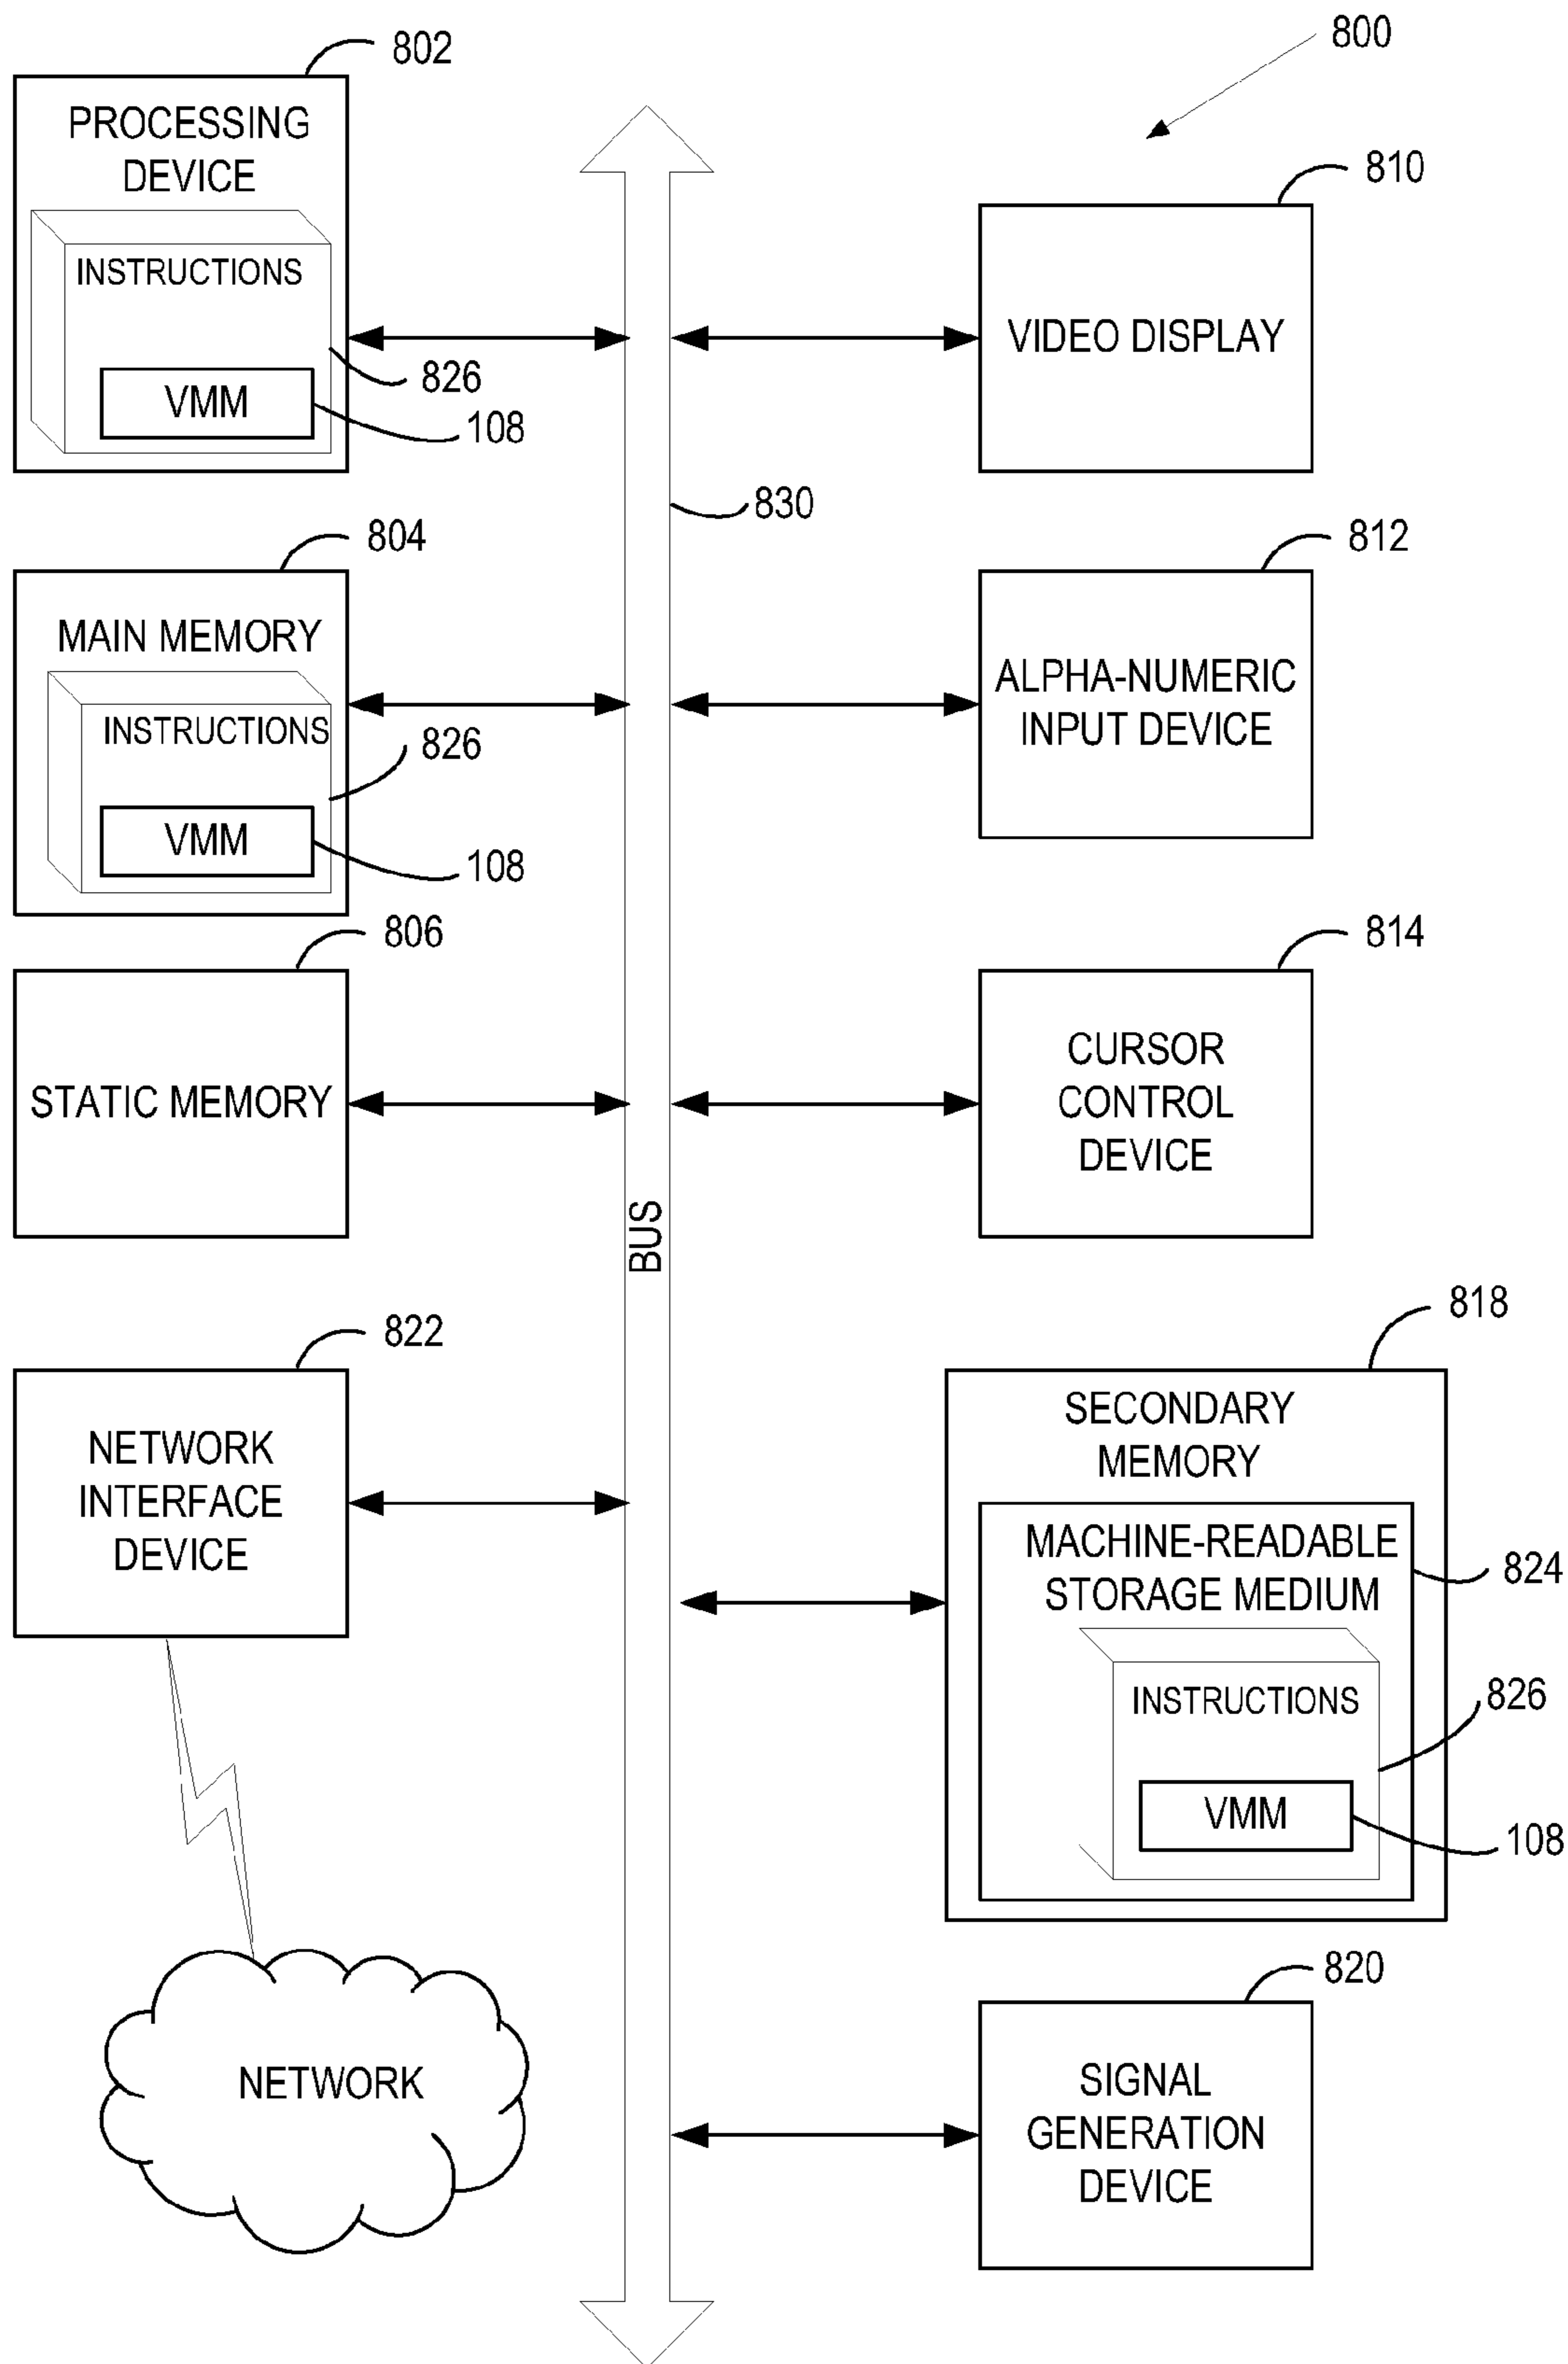 800
802
PROCESSING
DEVICE
INSTRUCTIONS
826
VMM
108
804
MAIN MEMORY
INSTRUCTIONS
826
VMM
108
806
STATIC MEMORY
822
NETWORK
INTERFACE
DEVICE
NETWORK
830
BUS
810
VIDEO DISPLAY
812
ALPHA-NUMERIC
INPUT DEVICE
814
CURSOR
CONTROL
DEVICE
818
SECONDARY
MEMORY
MACHINE-READABLE
STORAGE MEDIUM
824
INSTRUCTIONS
826
VMM
108
820
SIGNAL
GENERATION
DEVICE